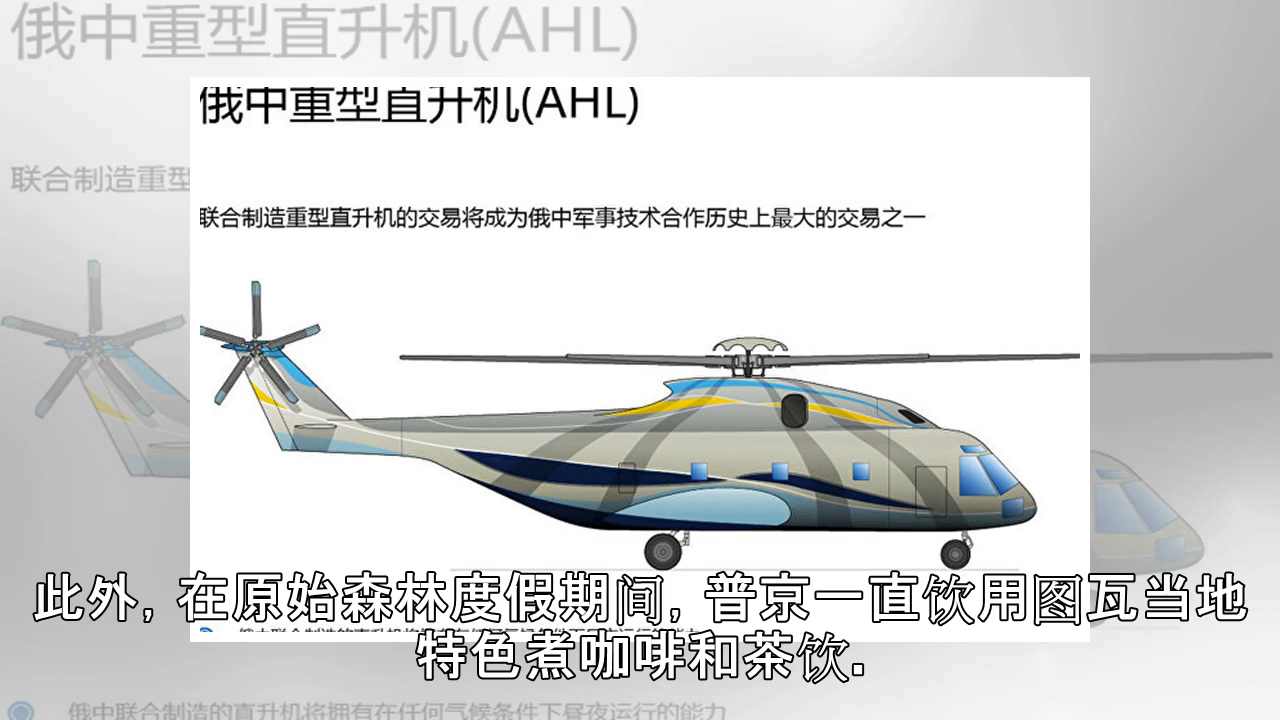 俄中重型直升机(AHL)
俄中重型直升机(AHL)
联合制造重型
联合制造重型直升机的交易将成为俄中军事技术合作历史上最大的交易之一
此外, 在原始森林度假期间, 普京一直饮用图瓦当地
特色煮咖啡和茶饮.
俄中联合制造的直升机将拥有在任何气候条件下昼夜运行的能力